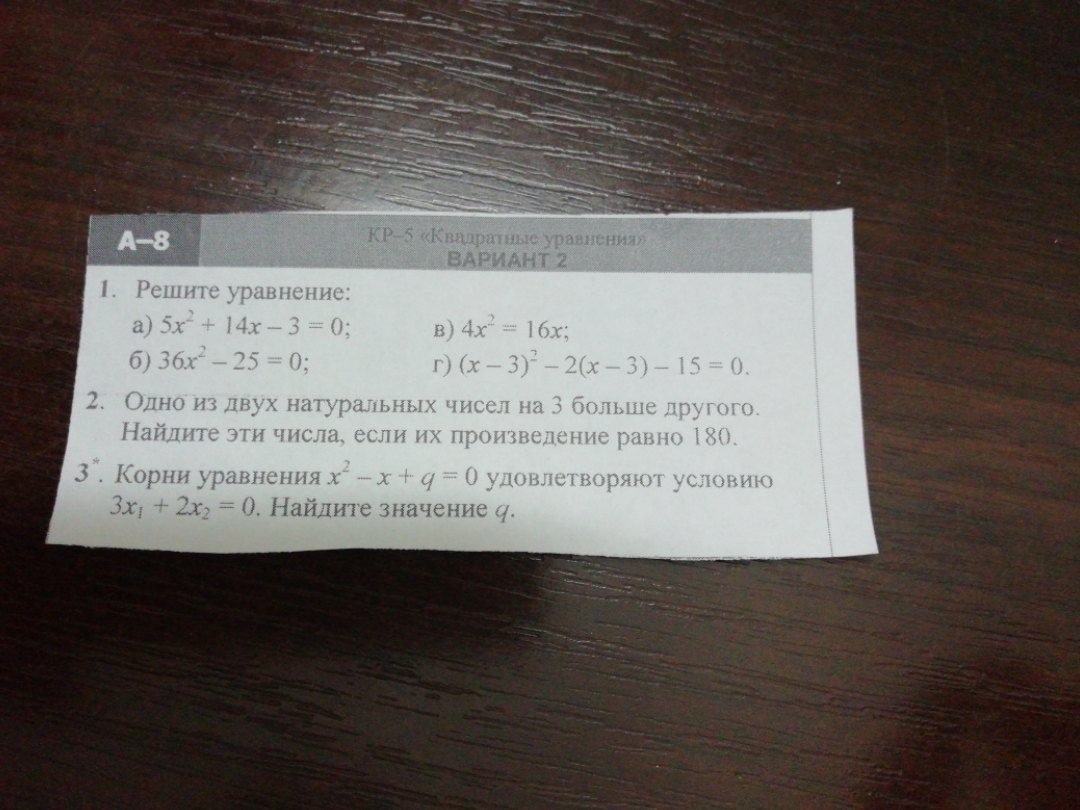 А–8
КР–5 «Квадратные уравнения»
ВАРИАНТ 2
1. Решите уравнение:
а) 5x² + 14x – 3 = 0; в) 4x² = 16x;
б) 36x² – 25 = 0; г) (x – 3)² – 2(x – 3) – 15 = 0.
2. Одно из двух натуральных чисел на 3 больше другого.
Найдите эти числа, если их произведение равно 180.
3*. Корни уравнения x² – x + q = 0 удовлетворяют условию
3x₁ + 2x₂ = 0. Найдите значение q.